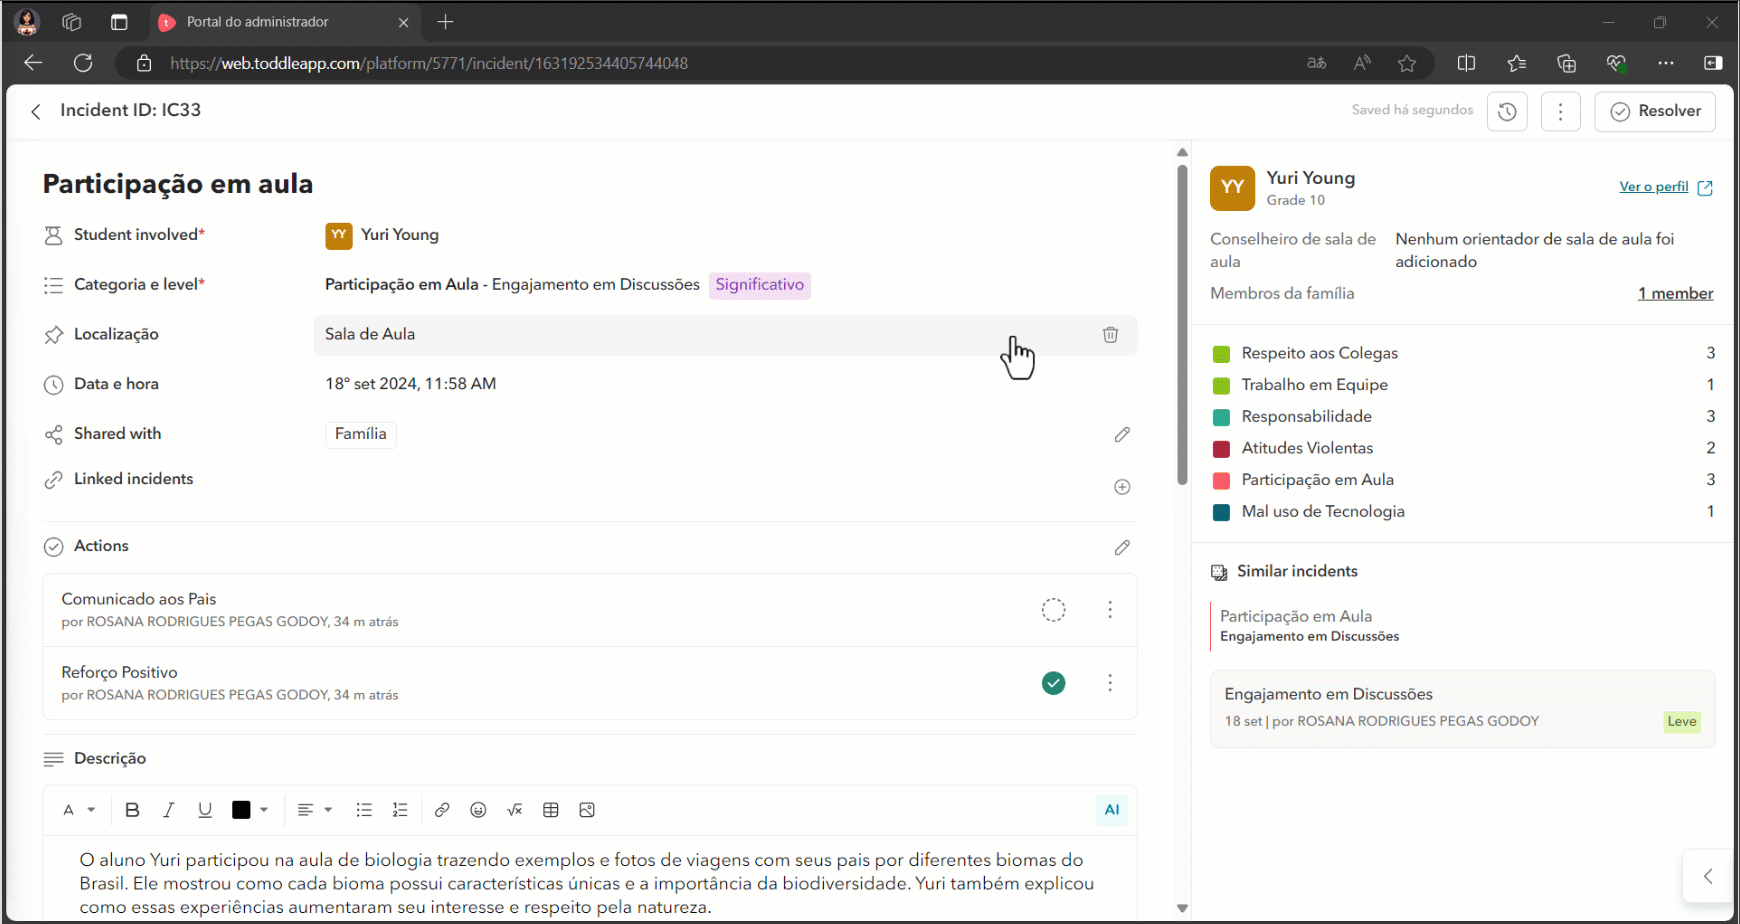 Portal do administrador
https://web.toddleapp.com/platform/5771/incident/163192534405744048
Incident ID: IC33
Saved há segundos
Resolver
Participação em aula
Student involved*
YY
Yuri Young
Categoria e level*
Participação em Aula - Engajamento em Discussões
Significativo
Localização
Sala de Aula
Data e hora
18º set 2024, 11:58 AM
Shared with
Família
Linked incidents
Actions
Comunicado aos Pais
por ROSANA RODRIGUES PEGAS GODOY, 34 m atrás
Reforço Positivo
por ROSANA RODRIGUES PEGAS GODOY, 34 m atrás
Descrição
A
B
I
U
AI
O aluno Yuri participou na aula de biologia trazendo exemplos e fotos de viagens com seus pais por diferentes biomas do
Brasil. Ele mostrou como cada bioma possui características únicas e a importância da biodiversidade. Yuri também explicou
como essas experiências aumentaram seu interesse e respeito pela natureza.
YY
Yuri Young
Grade 10
Ver o perfil
Conselheiro de sala de
aula
Nenhum orientador de sala de aula foi
adicionado
Membros da família
1 member
Respeito aos Colegas 3
Trabalho em Equipe 1
Responsabilidade 3
Atitudes Violentas 2
Participação em Aula 3
Mal uso de Tecnologia 1
Similar incidents
Participação em Aula
Engajamento em Discussões
Engajamento em Discussões
18 set | por ROSANA RODRIGUES PEGAS GODOY
Leve